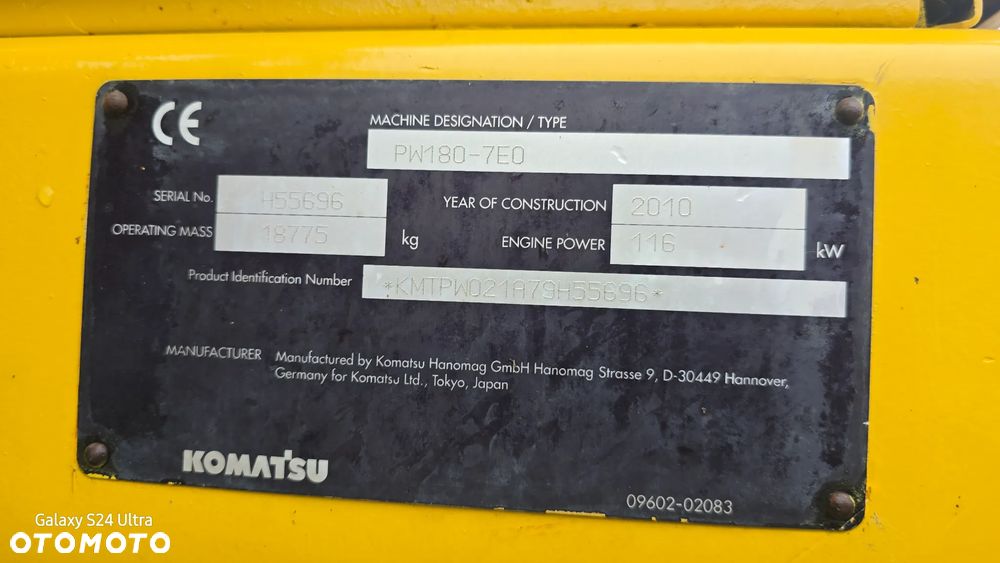 CE
MACHINE DESIGNATION / TYPE
PW180-7E0
SERIAL No. H55696
YEAR OF CONSTRUCTION 2010
OPERATING MASS 18775 kg
ENGINE POWER 116 kW
Product Identification Number *KMTPW021A79H55696*
MANUFACTURER Manufactured by Komatsu Hanomag GmbH Hanomag Strasse 9, D-30449 Hannover,
Germany for Komatsu Ltd., Tokyo, Japan
KOMATSU
09602-02083
Galaxy S24 Ultra
OTOMOTO